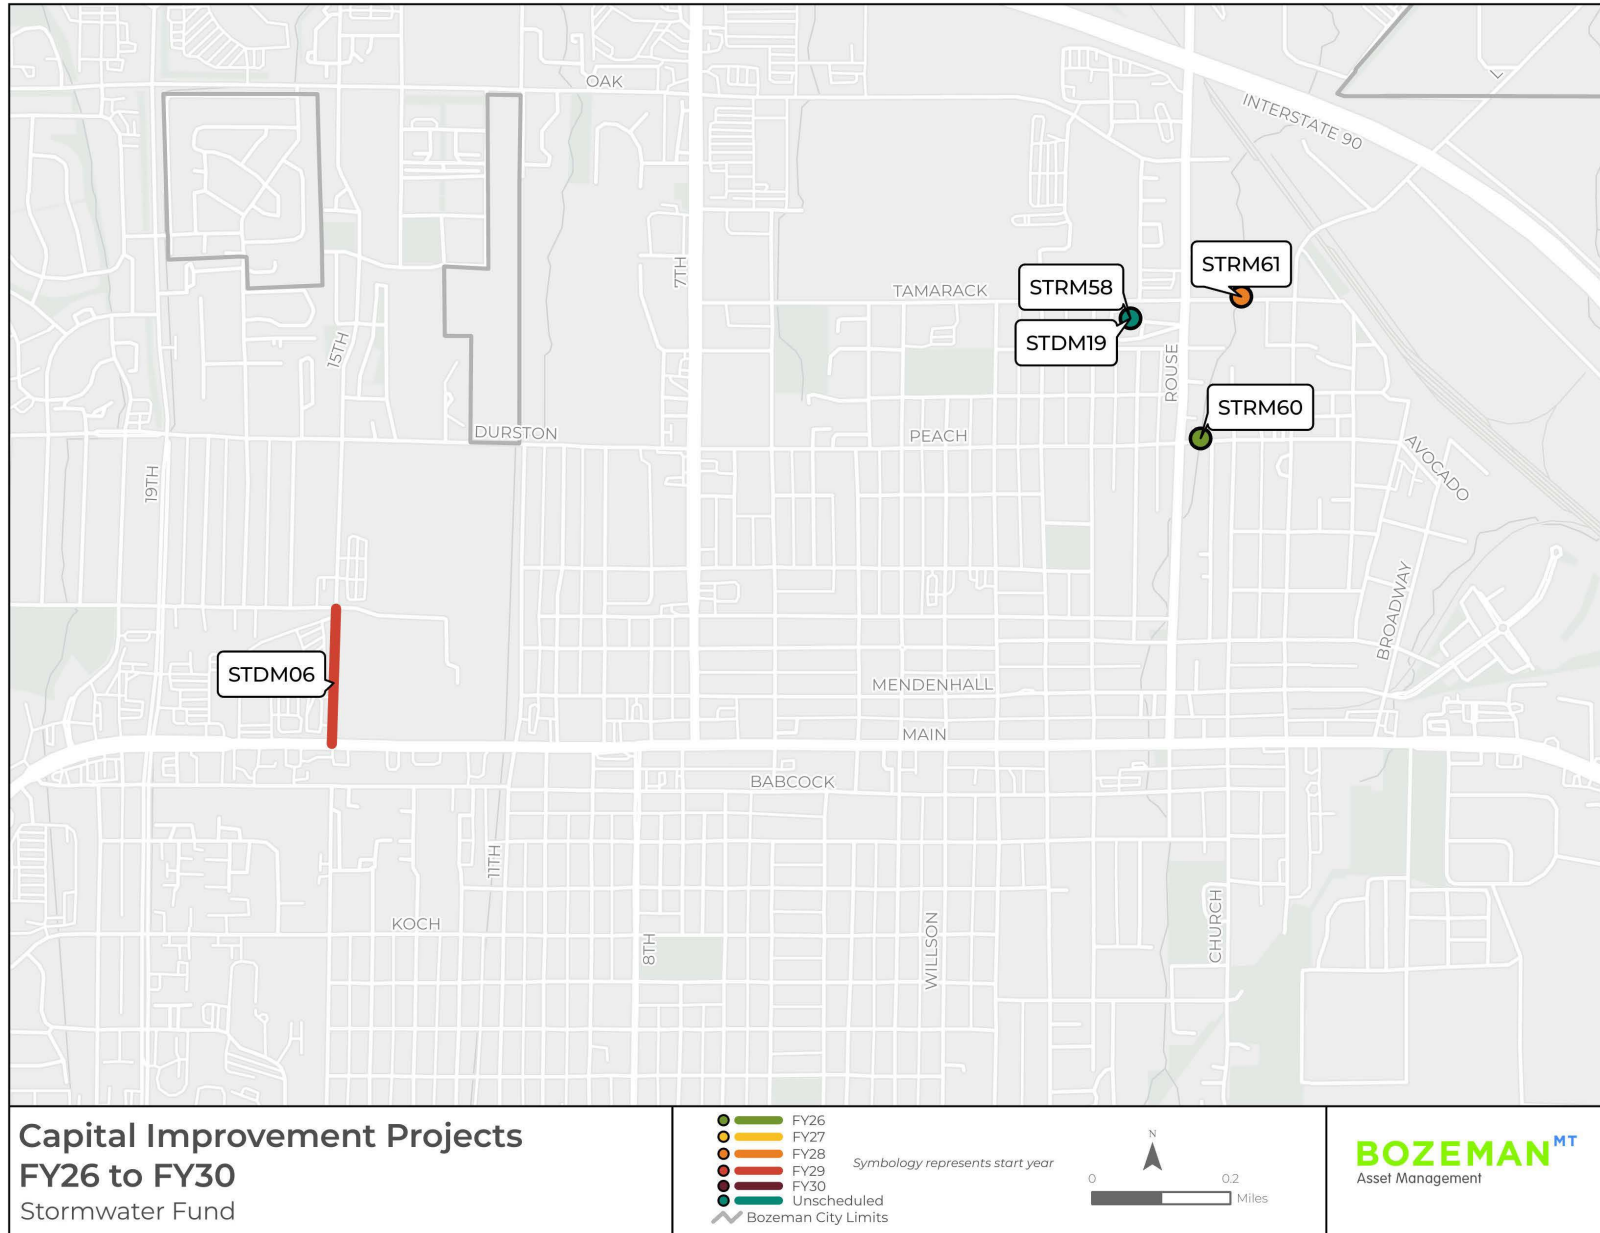 OAK
INTERSTATE 90
L
7TH
STRM61
STRM58
TAMARACK
STDM19
15TH
ROUSE
STRM60
DURSTON
PEACH
AVOCADO
19TH
BROADWAY
STDM06
MENDENHALL
MAIN
BABCOCK
11TH
KOCH
8TH
WILLSON
CHURCH
Capital Improvement Projects
FY26 to FY30
Stormwater Fund
FY26
FY27
FY28
FY29
FY30
Unscheduled
Bozeman City Limits
Symbology represents start year
N
0 0.2
Miles
BOZEMAN MT
Asset Management